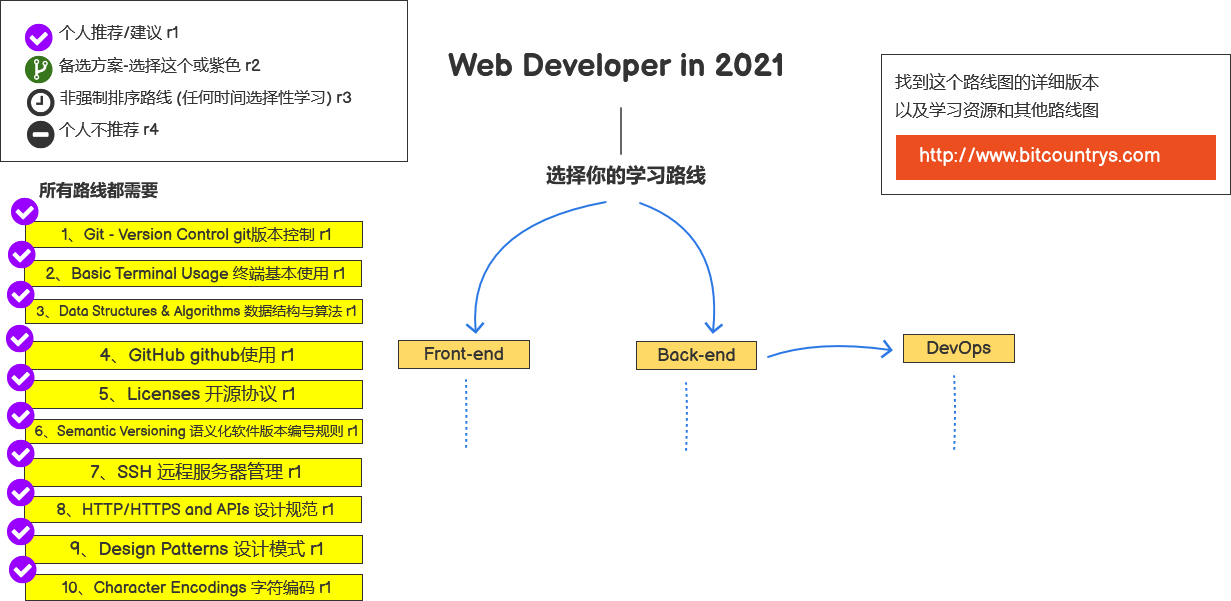 个人推荐/建议 r1
备选方案-选择这个或紫色 r2
非强制排序路线 (任何时间选择性学习) r3
个人不推荐 r4
Web Developer in 2021
找到这个路线图的详细版本
以及学习资源和其他路线图
http://www.bitcountrys.com
选择你的学习路线
所有路线都需要
1、Git - Version Control git版本控制 r1
2、Basic Terminal Usage 终端基本使用 r1
3、Data Structures & Algorithms 数据结构与算法 r1
4、GitHub github使用 r1
5、Licenses 开源协议 r1
6、Semantic Versioning 语义化软件版本编号规则 r1
7、SSH 远程服务器管理 r1
8、HTTP/HTTPS and APIs 设计规范 r1
9、Design Patterns 设计模式 r1
10、Character Encodings 字符编码 r1
Front-end
Back-end
DevOps